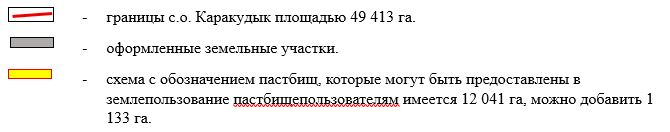 - границы с.о. Каракудык площадью 49 413 га.
- оформленные земельные участки.
- схема с обозначением пастбищ, которые могут быть предоставлены в
землепользование пастбищепользователям имеется 12 041 га, можно добавить 1
133 га.